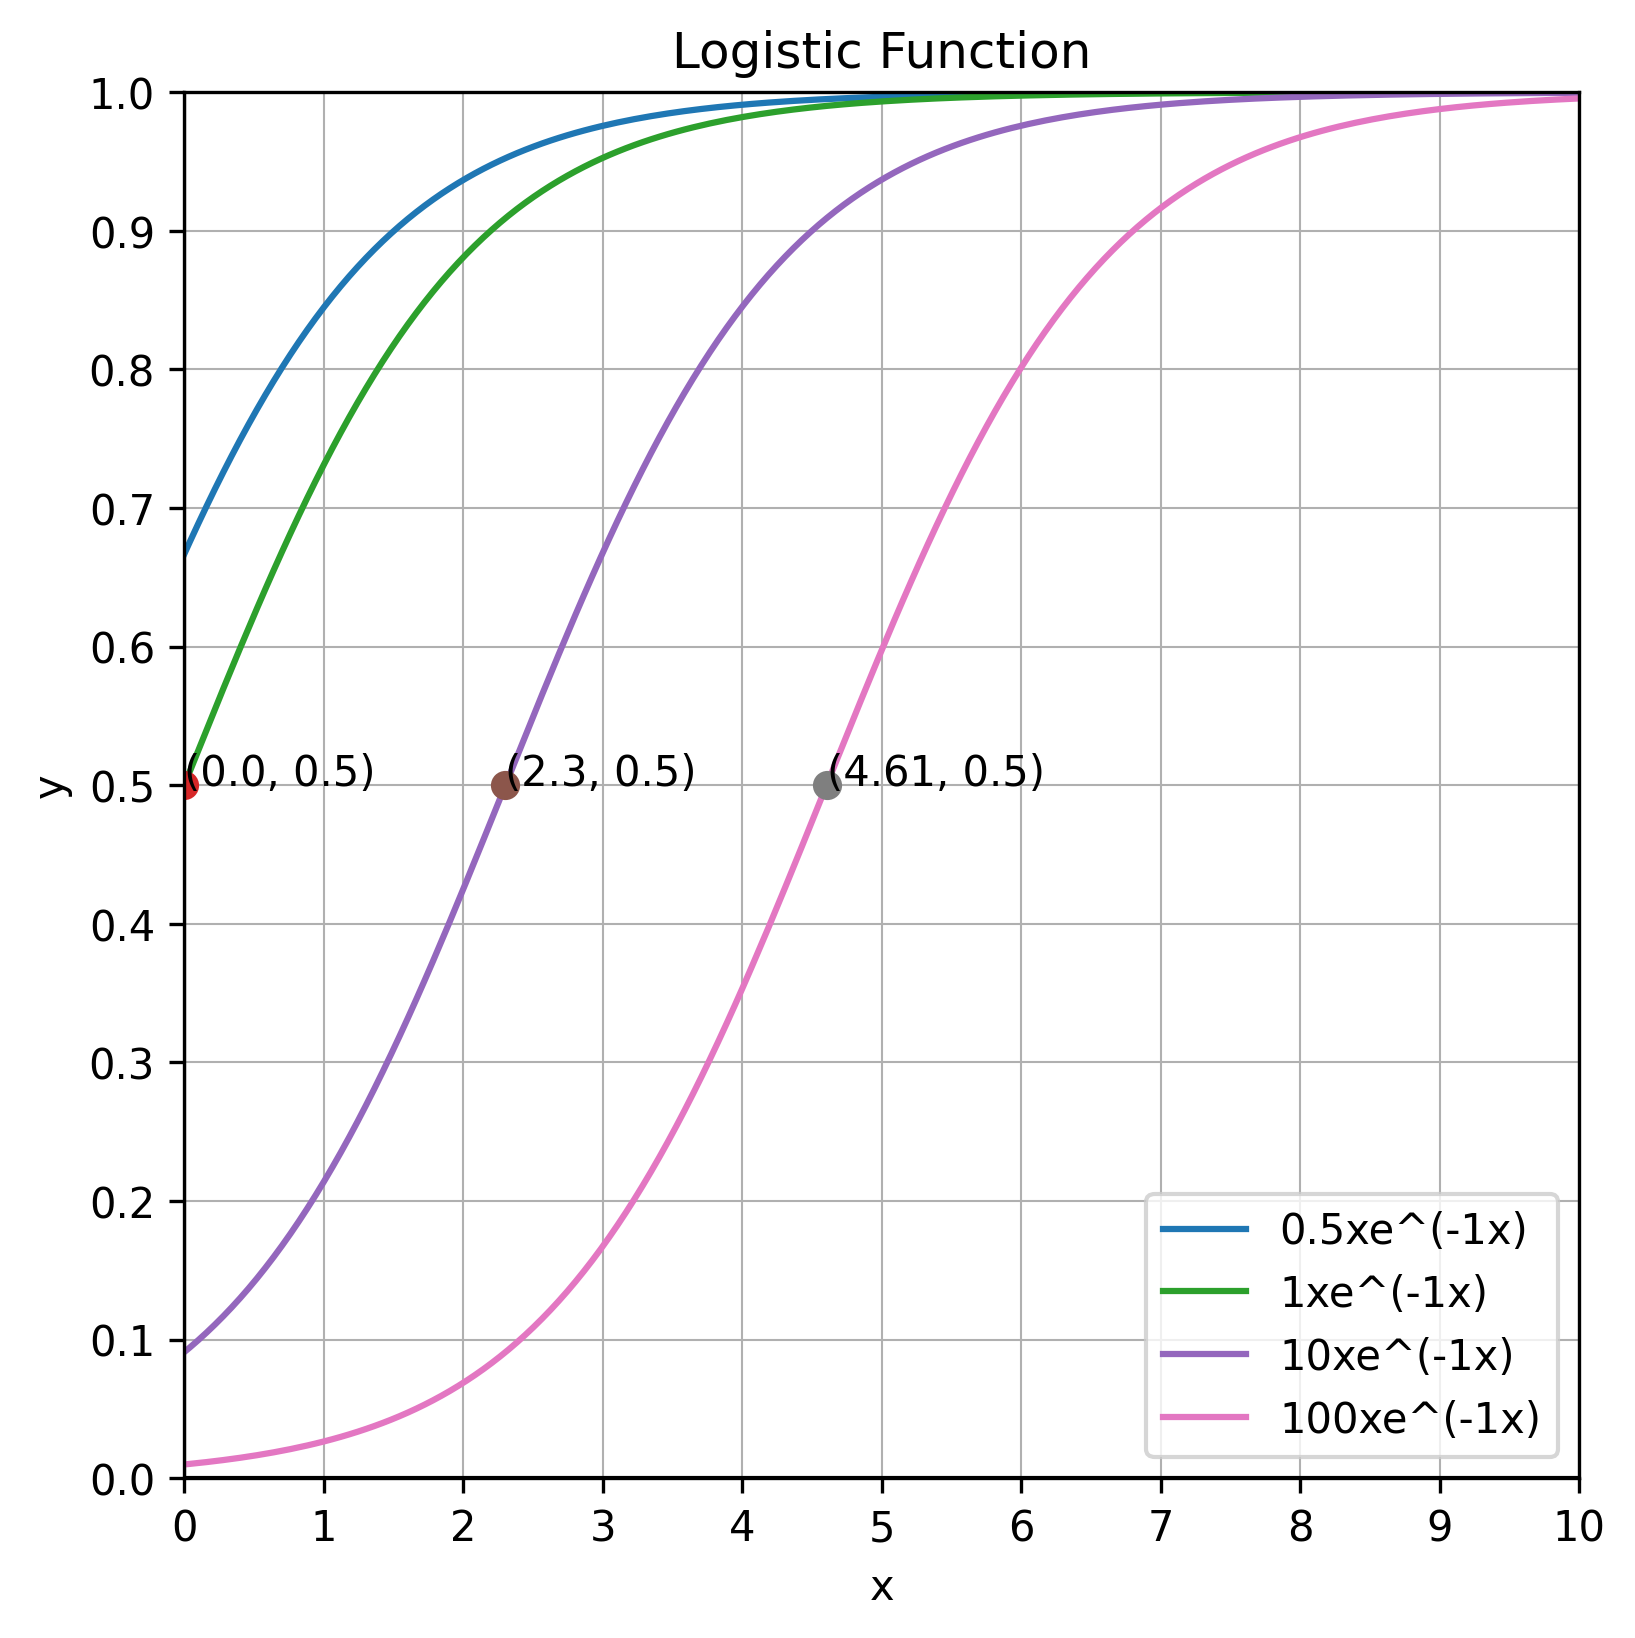 Logistic Function
1.0
0.9
0.8
0.7
0.6
0.5
0.4
0.3
0.2
0.1
0.0
y
(0.0, 0.5)
(2.3, 0.5)
(4.61, 0.5)
0.5xe^(-1x)
1xe^(-1x)
10xe^(-1x)
100xe^(-1x)
0 1 2 3 4 5 6 7 8 9 10
x